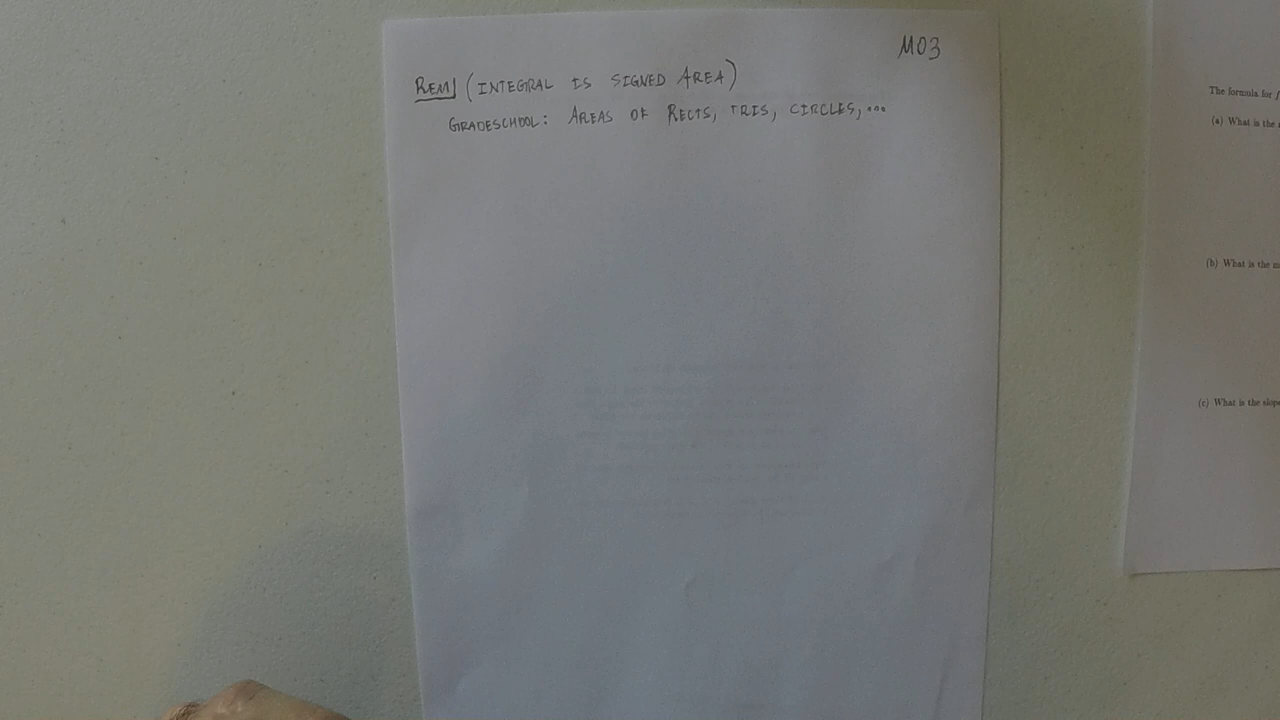 M03
REM] (INTEGRAL IS SIGNED AREA)
GRADESCHOOL: AREAS OF RECTS, TRIS, CIRCLES, ...
The formula for f
(a) What is the
(b) What is the
(c) What is the slope